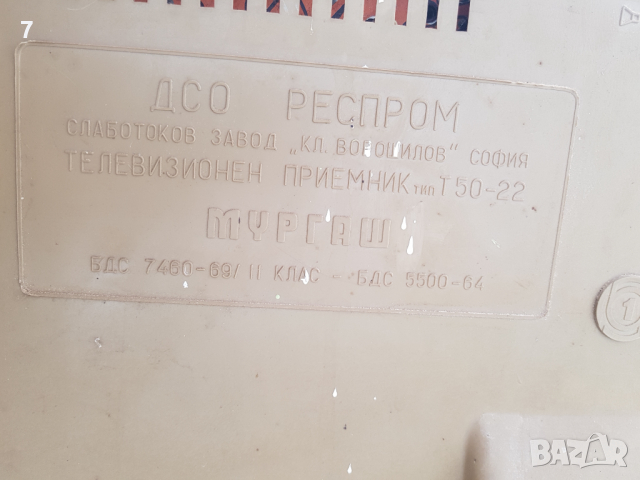 7
ДСО РЕСПРОМ
СЛАБОТОКОВ ЗАВОД „КЛ. ВОРОШИЛОВ" СОФИЯ
ТЕЛЕВИЗИОНЕН ПРИЕМНИК ТИП Т50-22
МУРГАШ
БДС 7460-69/II КЛАС - БДС 5500-64
1
BAZAR